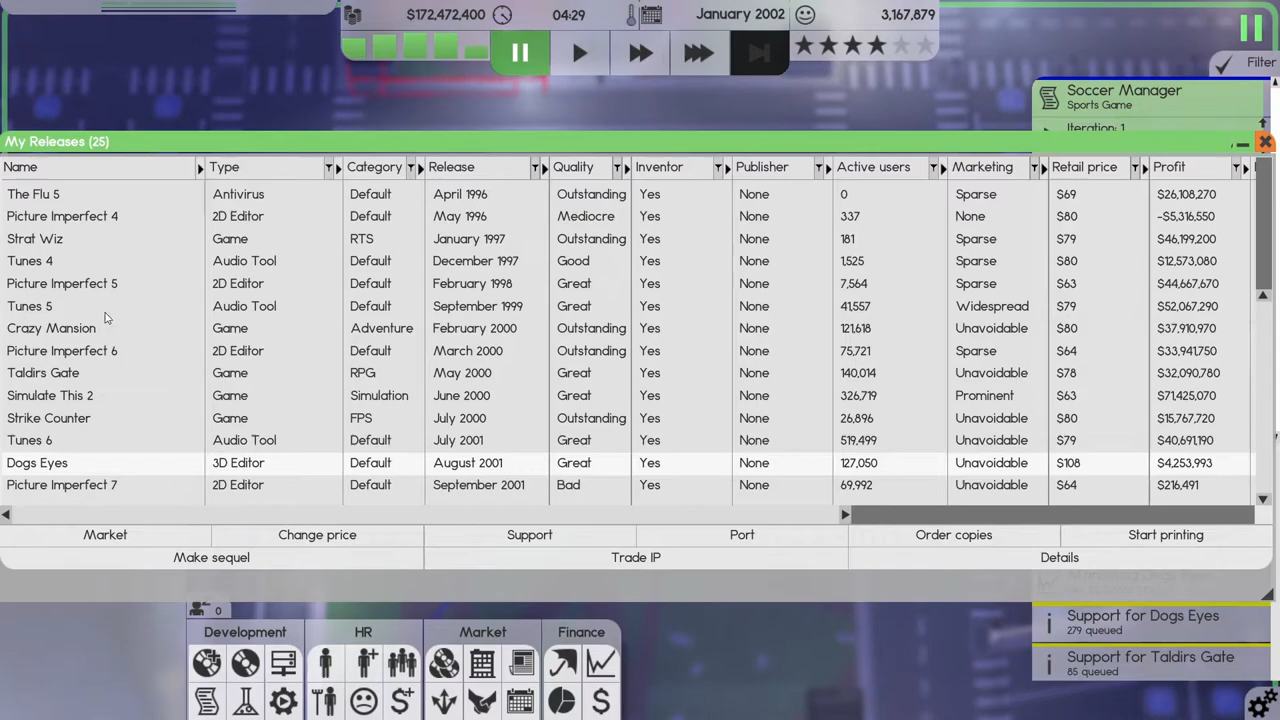 $172,472,400 04:29 January 2002 3,167,879
Filter
Soccer Manager
Sports Game
Iteration: 1
My Releases (25)
Name Type Category Release Quality Inventor Publisher Active users Marketing Retail price Profit
The Flu 5 Antivirus Default April 1996 Outstanding Yes None 0 Sparse $69 $26,108,270
Picture Imperfect 4 2D Editor Default May 1996 Mediocre Yes None 337 None $80 -$5,316,550
Strat Wiz Game RTS January 1997 Outstanding Yes None 181 Sparse $79 $46,199,200
Tunes 4 Audio Tool Default December 1997 Good Yes None 1,525 Sparse $80 $12,573,080
Picture Imperfect 5 2D Editor Default February 1998 Great Yes None 7,564 Sparse $63 $44,667,670
Tunes 5 Audio Tool Default September 1999 Great Yes None 41,557 Widespread $79 $52,067,290
Crazy Mansion Game Adventure February 2000 Outstanding Yes None 121,618 Unavoidable $80 $37,910,970
Picture Imperfect 6 2D Editor Default March 2000 Outstanding Yes None 75,721 Sparse $64 $33,941,750
Taldirs Gate Game RPG May 2000 Great Yes None 140,014 Unavoidable $78 $32,090,780
Simulate This 2 Game Simulation June 2000 Great Yes None 326,719 Prominent $63 $71,425,070
Strike Counter Game FPS July 2000 Outstanding Yes None 26,896 Unavoidable $80 $15,767,720
Tunes 6 Audio Tool Default July 2001 Great Yes None 519,499 Unavoidable $79 $40,691,190
Dogs Eyes 3D Editor Default August 2001 Great Yes None 127,050 Unavoidable $108 $4,253,993
Picture Imperfect 7 2D Editor Default September 2001 Bad Yes None 69,992 Unavoidable $64 $216,491
Market Change price Support Port Order copies Start printing
Make sequel Trade IP Details
0
Development HR Market Finance
Support for Dogs Eyes
279 queued
Support for Taldirs Gate
85 queued